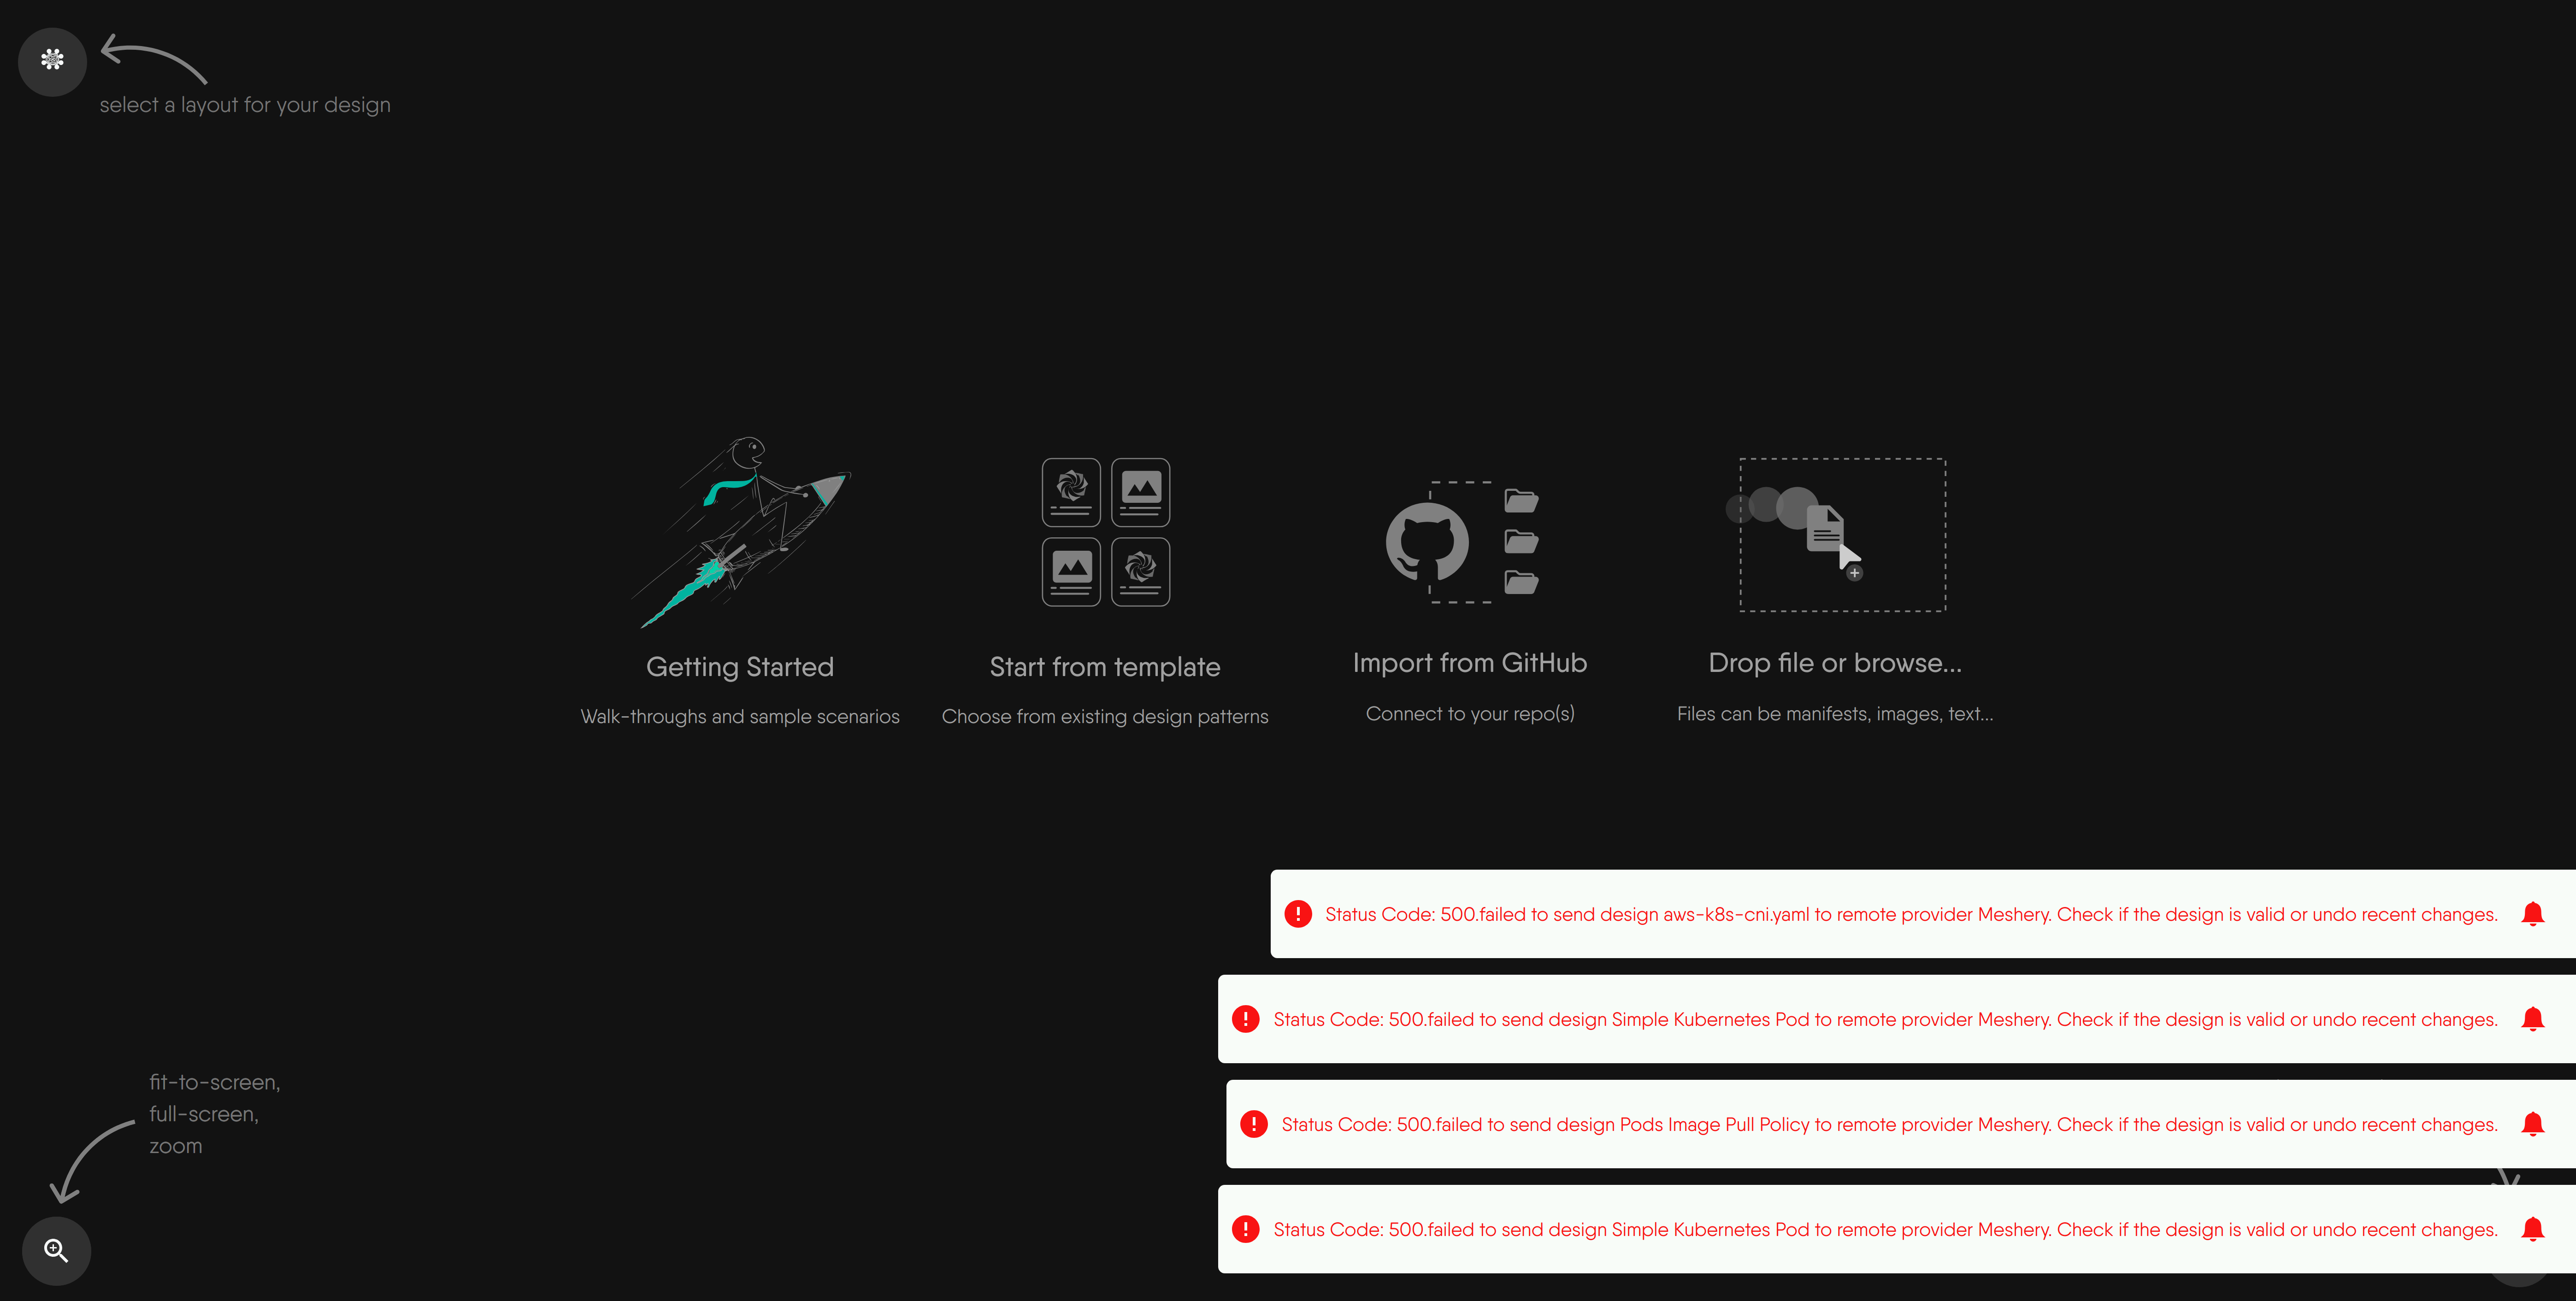 select a layout for your design
Getting Started
Walk-throughs and sample scenarios
Start from template
Choose from existing design patterns
Import from GitHub
Connect to your repo(s)
Drop file or browse...
Files can be manifests, images, text...
Status Code: 500.failed to send design aws-k8s-cni.yaml to remote provider Meshery. Check if the design is valid or undo recent changes.
Status Code: 500.failed to send design Simple Kubernetes Pod to remote provider Meshery. Check if the design is valid or undo recent changes.
Status Code: 500.failed to send design Pods Image Pull Policy to remote provider Meshery. Check if the design is valid or undo recent changes.
Status Code: 500.failed to send design Simple Kubernetes Pod to remote provider Meshery. Check if the design is valid or undo recent changes.
fit-to-screen,
full-screen,
zoom